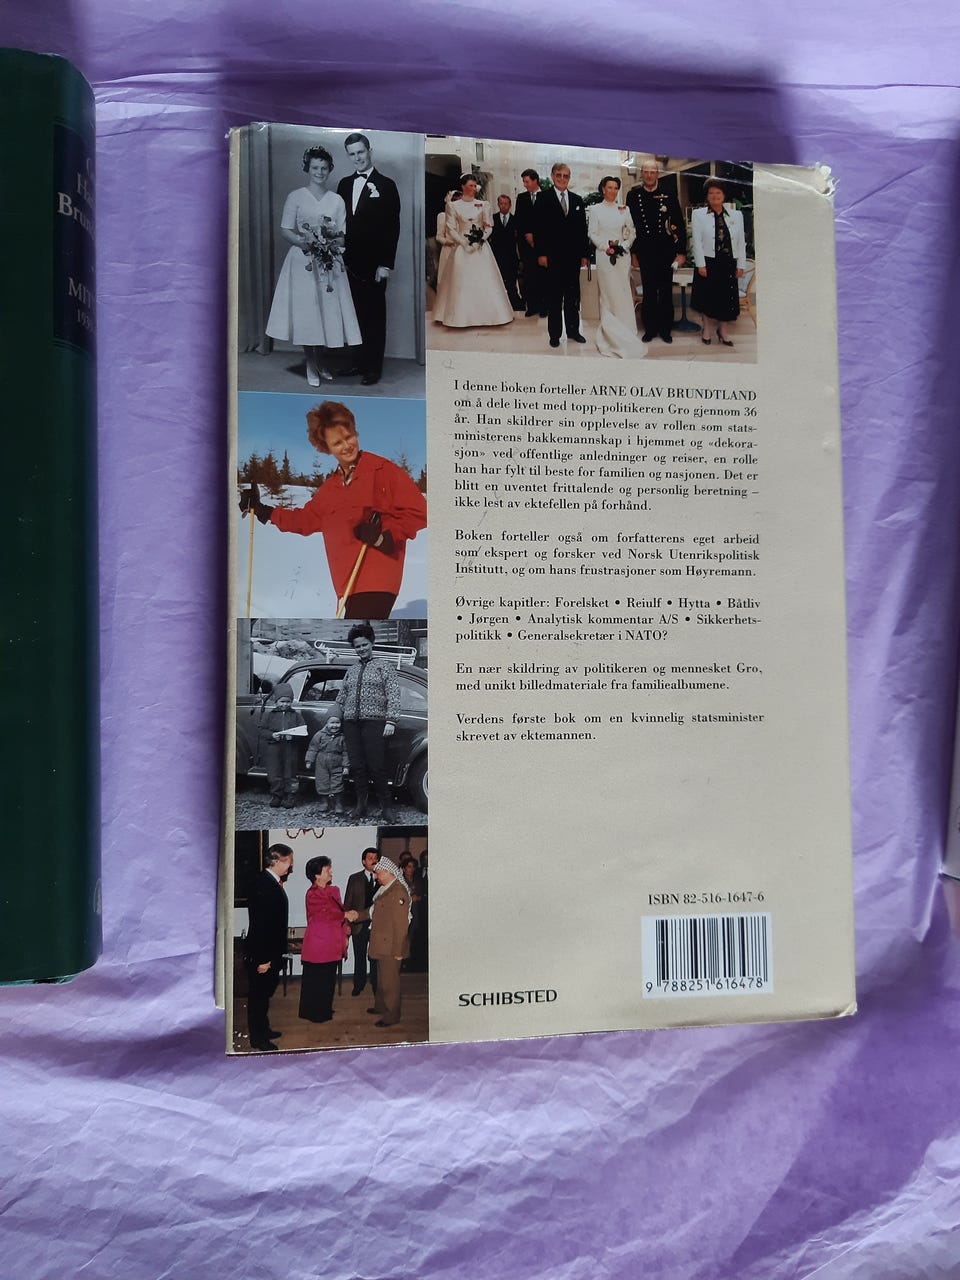 Brun
I denne boken forteller ARNE OLAV BRUNDTLAND
om å dele livet med topp-politikeren Gro gjennom 36
år. Han skildrer sin opplevelse av rollen som stats-
ministerens bakkemannskap i hjemmet og «dekora-
sjon» ved offentlige anledninger og reiser, en rolle
han har fylt til beste for familien og nasjonen. Det er
blitt en uventet frittalende og personlig beretning –
ikke lest av ektefellen på forhånd.
Boken forteller også om forfatterens eget arbeid
som ekspert og forsker ved Norsk Utenrikspolitisk
Institutt, og om hans frustrasjoner som Høyremann.
Øvrige kapitler: Forelsket • Reiulf • Hytta • Båtliv
• Jørgen • Analytisk kommentar A/S • Sikkerhets-
politikk • Generalsekretær i NATO?
En nær skildring av politikeren og mennesket Gro,
med unikt billedmateriale fra familiealbumene.
Verdens første bok om en kvinnelig statsminister
skrevet av ektemannen.
ISBN 82-516-1647-6
9 788251 616478
SCHIBSTED